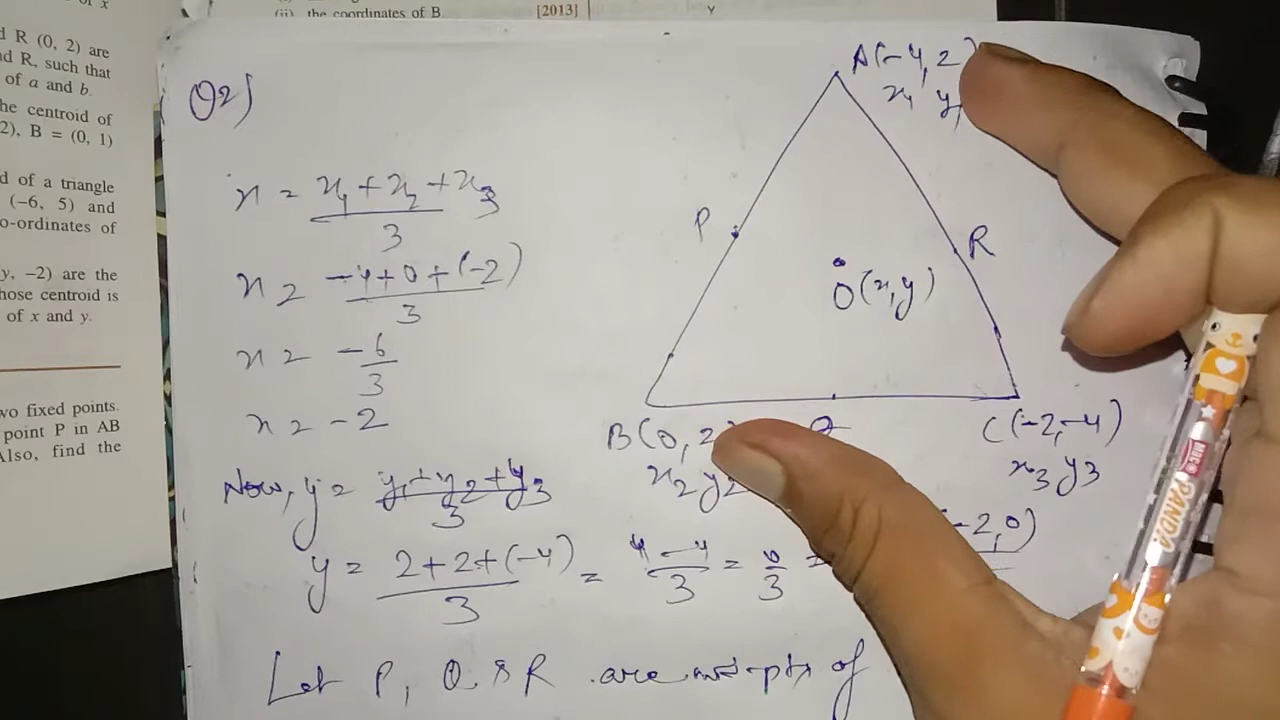 (ii) the coordinates of B [2013]
Y
R (0, 2) are
nd R, such that
of a and b.
he centroid of
2), B = (0, 1)
d of a triangle
(-6, 5) and
o-ordinates of
y, -2) are the
hose centroid is
of x and y.
wo fixed points.
point P in AB
Also, find the
Q2)
A(-4, 2)
x1 y1
x = x1 + x2 + x3
3
x = -4+0+(-2)
3
x = -6
3
x = -2
P
R
O(x,y)
B(0, 2
Q
C(-2,-4)
x2 y2
x3 y3
Now, y = y1+y2+y3
3
-2,0)
y = 2+2+(-4) = 4-4 = 0 =
3 3 3
Let P, Q & R are mid-pts of
MAC
PANDA